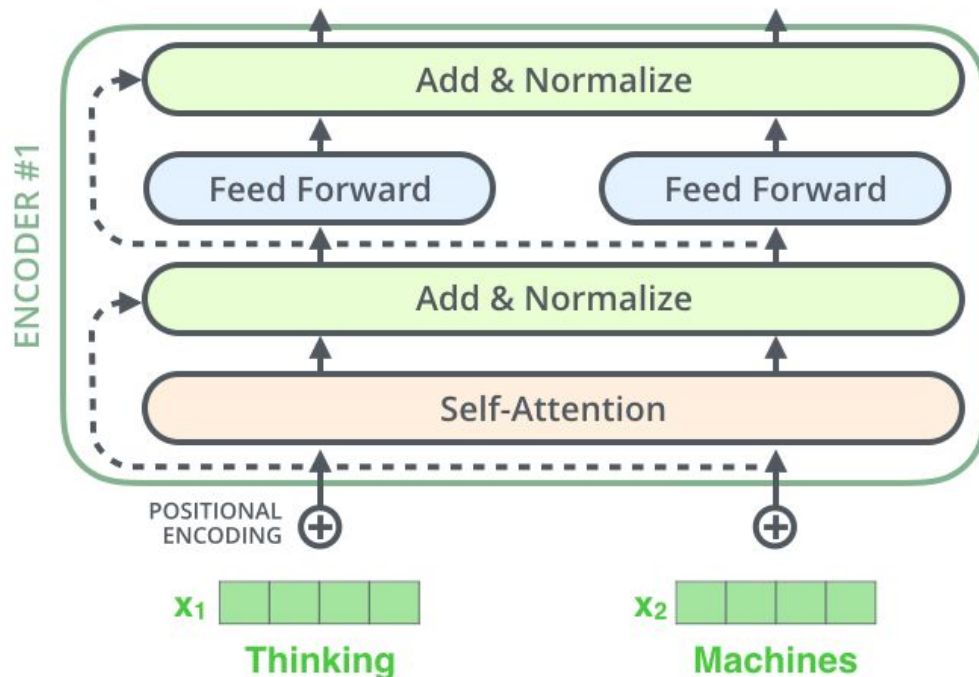 ENCODER #1
Add & Normalize
Feed Forward Feed Forward
Add & Normalize
Self-Attention
POSITIONAL
ENCODING
x₁ x₂
Thinking Machines